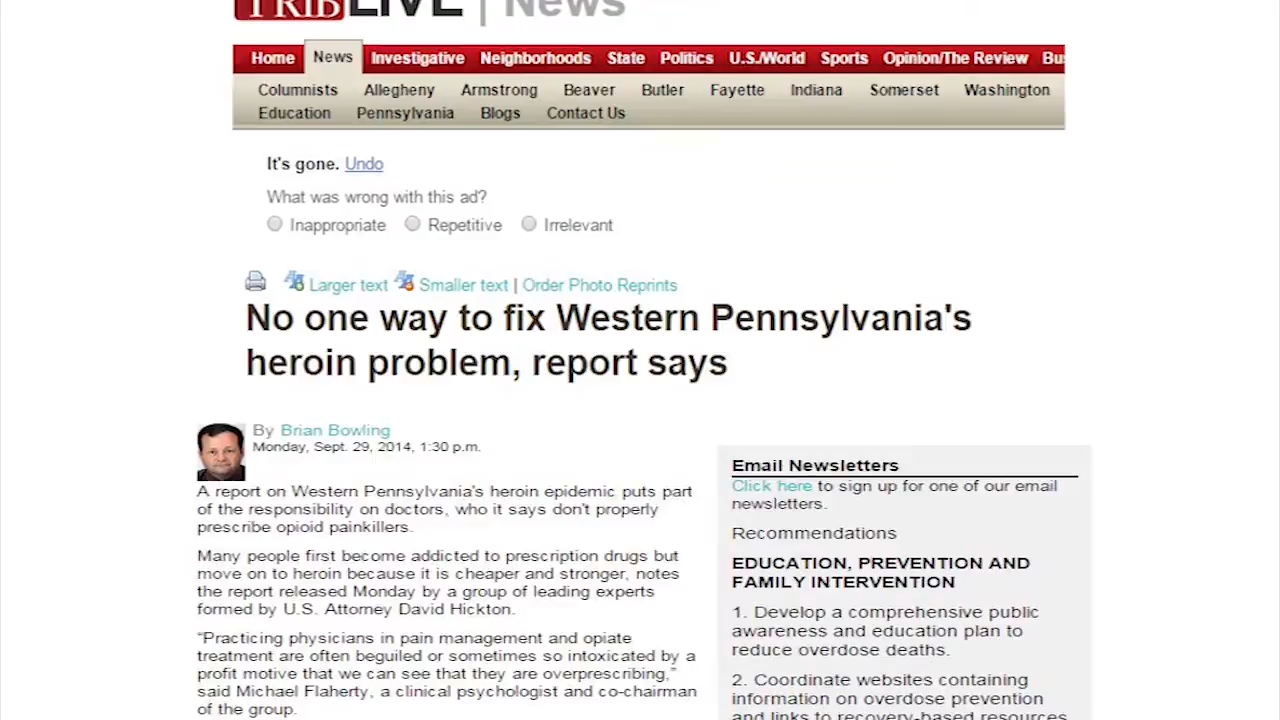 TRIBLIVE | News
Home News Investigative Neighborhoods State Politics U.S./World Sports Opinion/The Review Bus
Columnists Allegheny Armstrong Beaver Butler Fayette Indiana Somerset Washington
Education Pennsylvania Blogs Contact Us
It's gone. Undo
What was wrong with this ad?
Inappropriate Repetitive Irrelevant
Larger text Smaller text | Order Photo Reprints
No one way to fix Western Pennsylvania's
heroin problem, report says
By Brian Bowling
Monday, Sept. 29, 2014, 1:30 p.m.
A report on Western Pennsylvania's heroin epidemic puts part
of the responsibility on doctors, who it says don't properly
prescribe opioid painkillers.
Many people first become addicted to prescription drugs but
move on to heroin because it is cheaper and stronger, notes
the report released Monday by a group of leading experts
formed by U.S. Attorney David Hickton.
“Practicing physicians in pain management and opiate
treatment are often beguiled or sometimes so intoxicated by a
profit motive that we can see that they are overprescribing,”
said Michael Flaherty, a clinical psychologist and co-chairman
of the group.
Email Newsletters
Click here to sign up for one of our email
newsletters.
Recommendations
EDUCATION, PREVENTION AND
FAMILY INTERVENTION
1. Develop a comprehensive public
awareness and education plan to
reduce overdose deaths.
2. Coordinate websites containing
information on overdose prevention
and links to recovery-based resources